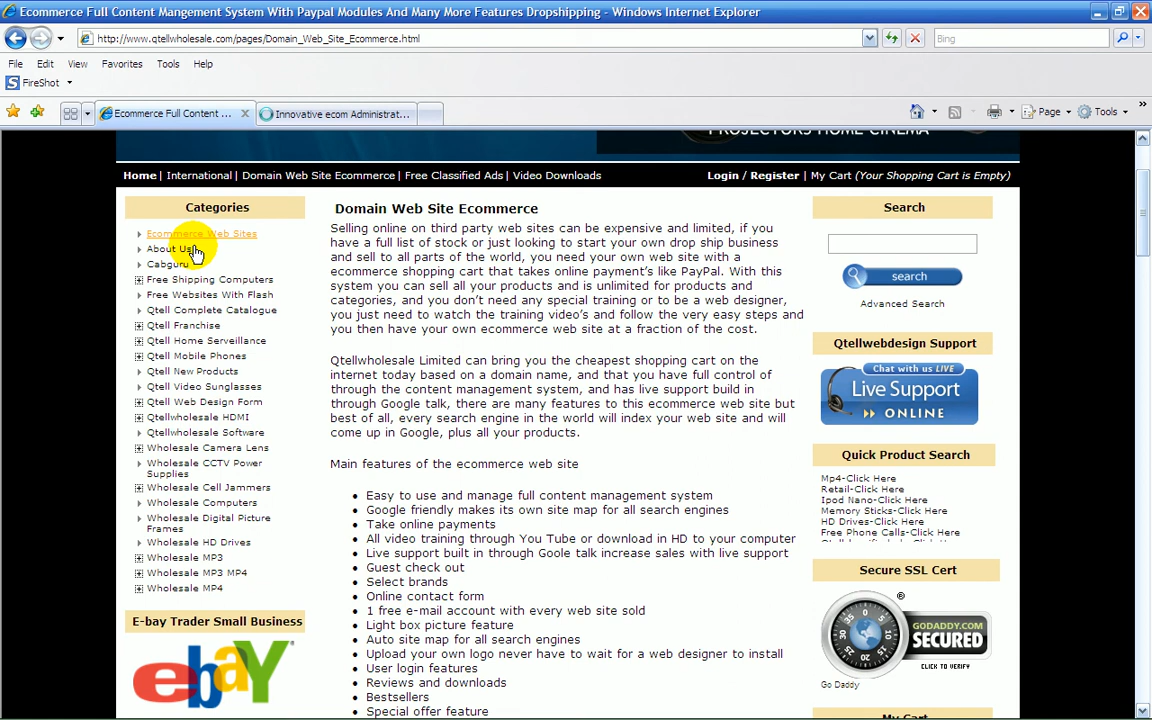 Ecommerce Full Content Mangement System With Paypal Modules And Many More Features Dropshipping - Windows Internet Explorer
http://www.qtellwholesale.com/pages/Domain_Web_Site_Ecommerce.html
Bing
File Edit View Favorites Tools Help
S FireShot
Ecommerce Full Content ... Innovative ecom Administrat... Page Tools
PROJECTORS HOME CINEMA
Home | International | Domain Web Site Ecommerce | Free Classified Ads | Video Downloads
Login / Register | My Cart (Your Shopping Cart is Empty)
Categories
Ecommerce Web Sites
About Us
Cabguru
Free Shipping Computers
Free Websites With Flash
Qtell Complete Catalogue
Qtell Franchise
Qtell Home Serveillance
Qtell Mobile Phones
Qtell New Products
Qtell Video Sunglasses
Qtell Web Design Form
Qtellwholesale HDMI
Qtellwholesale Software
Wholesale Camera Lens
Wholesale CCTV Power
Supplies
Wholesale Cell Jammers
Wholesale Computers
Wholesale Digital Picture
Frames
Wholesale HD Drives
Wholesale MP3
Wholesale MP3 MP4
Wholesale MP4
E-bay Trader Small Business
ebaY
Domain Web Site Ecommerce
Selling online on third party web sites can be expensive and limited, if you
have a full list of stock or just looking to start your own drop ship business
and sell to all parts of the world, you need your own web site with a
ecommerce shopping cart that takes online payment's like PayPal. With this
system you can sell all your products and is unlimited for products and
categories, and you don't need any special training or to be a web designer,
you just need to watch the training video's and follow the very easy steps and
you then have your own ecommerce web site at a fraction of the cost.
Qtellwholesale Limited can bring you the cheapest shopping cart on the
internet today based on a domain name, and that you have full control of
through the content management system, and has live support build in
through Google talk, there are many features to this ecommerce web site but
best of all, every search engine in the world will index your web site and will
come up in Google, plus all your products.
Main features of the ecommerce web site
Easy to use and manage full content management system
Google friendly makes its own site map for all search engines
Take online payments
All video training through You Tube or download in HD to your computer
Live support built in through Goole talk increase sales with live support
Guest check out
Select brands
Online contact form
1 free e-mail account with every web site sold
Light box picture feature
Auto site map for all search engines
Upload your own logo never have to wait for a web designer to install
User login features
Reviews and downloads
Bestsellers
Special offer feature
Search
search
Advanced Search
Qtellwebdesign Support
Chat with us LIVE
Live Support
ONLINE
Quick Product Search
Mp4-Click Here
Retail-Click Here
Ipod Nano-Click Here
Memory Sticks-Click Here
HD Drives-Click Here
Free Phone Calls-Click Here
Secure SSL Cert
GODADDY.COM
SECURED
CLICK TO VERIFY
Go Daddy
My Cart